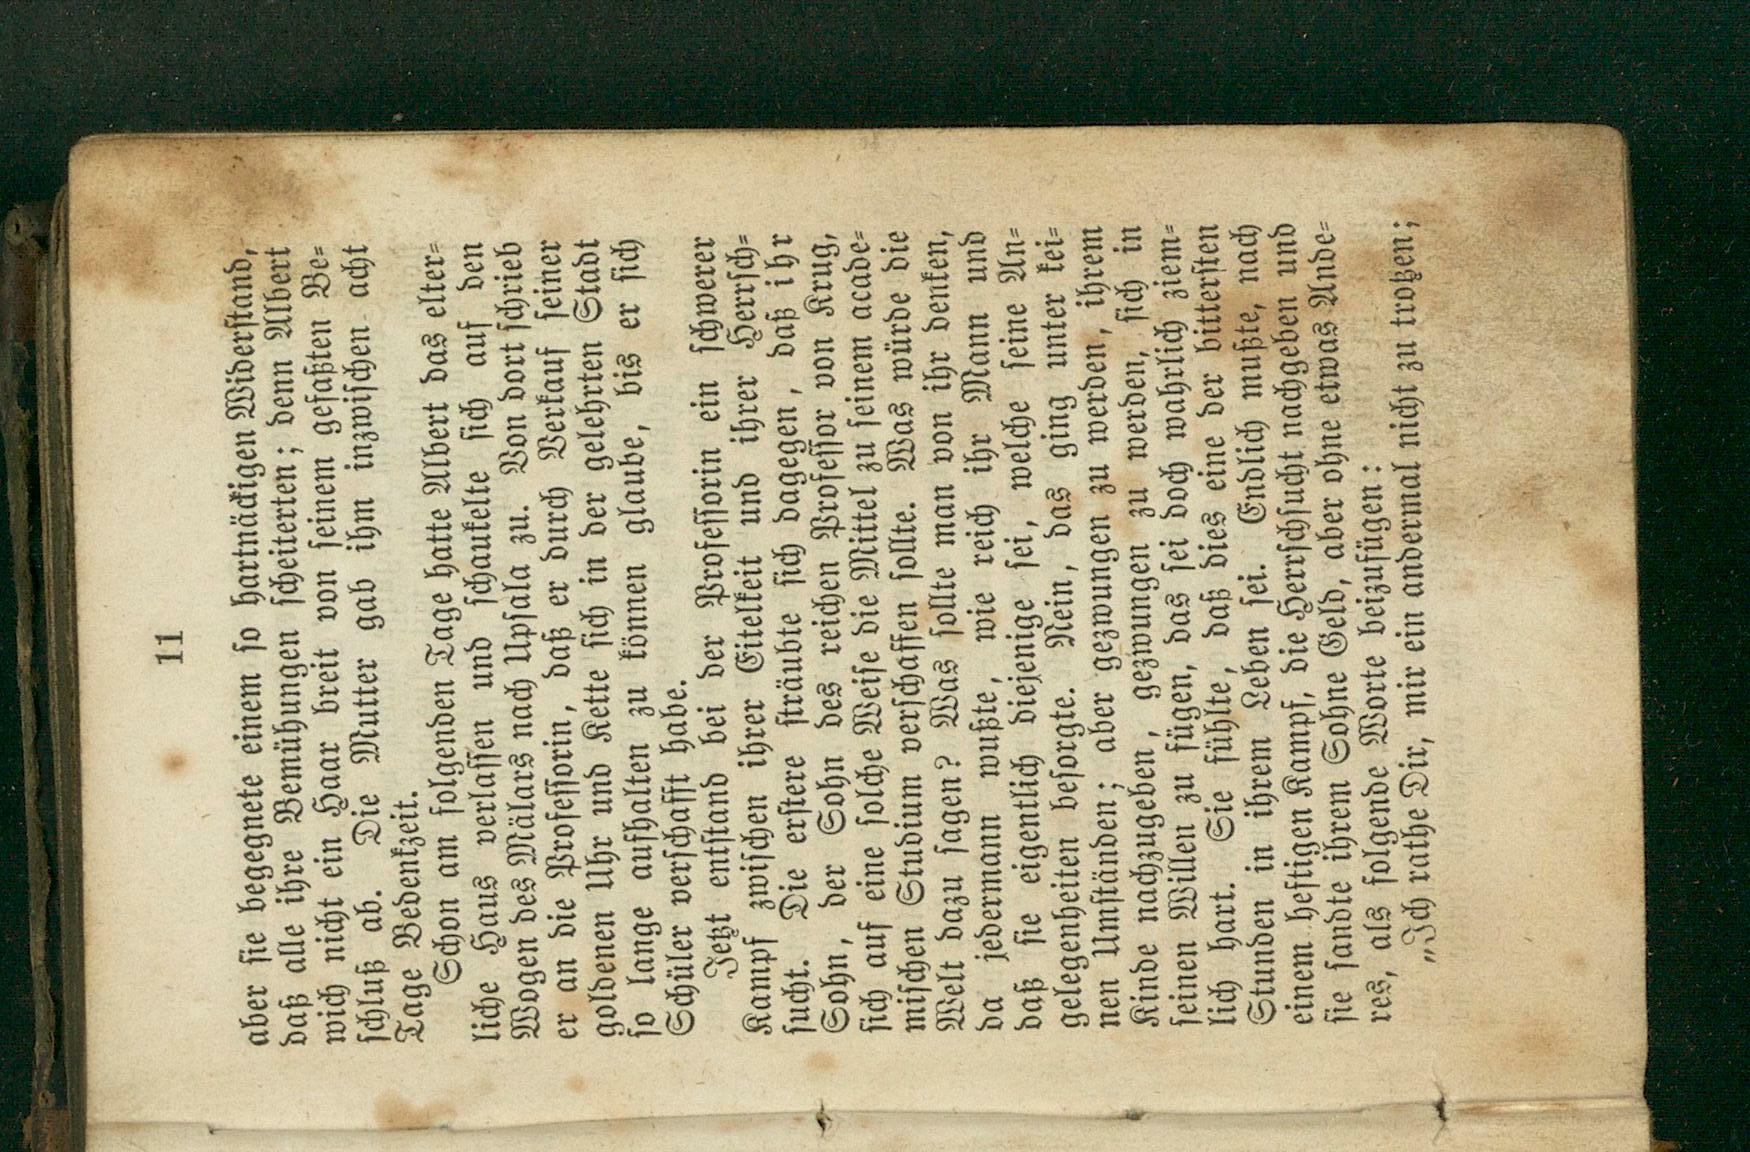 11
aber ſie begegnete einem ſo hartnäckigen Widerſtand,
daß alle ihre Bemühungen ſcheiterten; denn Albert
wich nicht ein Haar breit von ſeinem gefaßten Be⸗
ſchluß ab. Die Mutter gab ihm inzwiſchen acht
Tage Bedenkzeit.
Schon am folgenden Tage hatte Albert das elter⸗
liche Haus verlaſſen und ſchaukelte ſich auf den
Wogen des Mälars nach Upſala zu. Von dort ſchrieb
er an die Profeſſorin, daß er durch Verkauf ſeiner
goldenen Uhr und Kette ſich in der gelehrten Stadt
ſo lange aufhalten zu können glaube, bis er ſich
Schüler verſchafft habe.
Jetzt entſtand bei der Profeſſorin ein ſchwerer
Kampf zwiſchen ihrer Eitelkeit und ihrer Herrſch⸗
ſucht. Die erſtere ſträubte ſich dagegen, daß ihr
Sohn, der Sohn des reichen Profeſſor von Krug,
ſich auf eine ſolche Weiſe die Mittel zu ſeinem acade⸗
miſchen Studium verſchaffen ſollte. Was würde die
Welt dazu ſagen? Was ſollte man von ihr denken,
da jedermann wußte, wie reich ihr Mann und
daß ſie eigentlich diejenige ſei, welche ſeine An⸗
gelegenheiten beſorgte. Nein, das ging unter kei⸗
nen Umſtänden; aber gezwungen zu werden, ihrem
Kinde nachzugeben, gezwungen zu werden, ſich in
ſeinen Willen zu fügen, das ſei doch wahrlich ziem⸗
lich hart. Sie fühlte, daß dies eine der bitterſten
Stunden in ihrem Leben ſei. Endlich mußte, nach
einem heftigen Kampf, die Herrſchſucht nachgeben und
ſie ſandte ihrem Sohne Geld, aber ohne etwas Ande⸗
res, als folgende Worte beizufügen:
„Ich rathe Dir, mir ein andermal nicht zu trotzen;